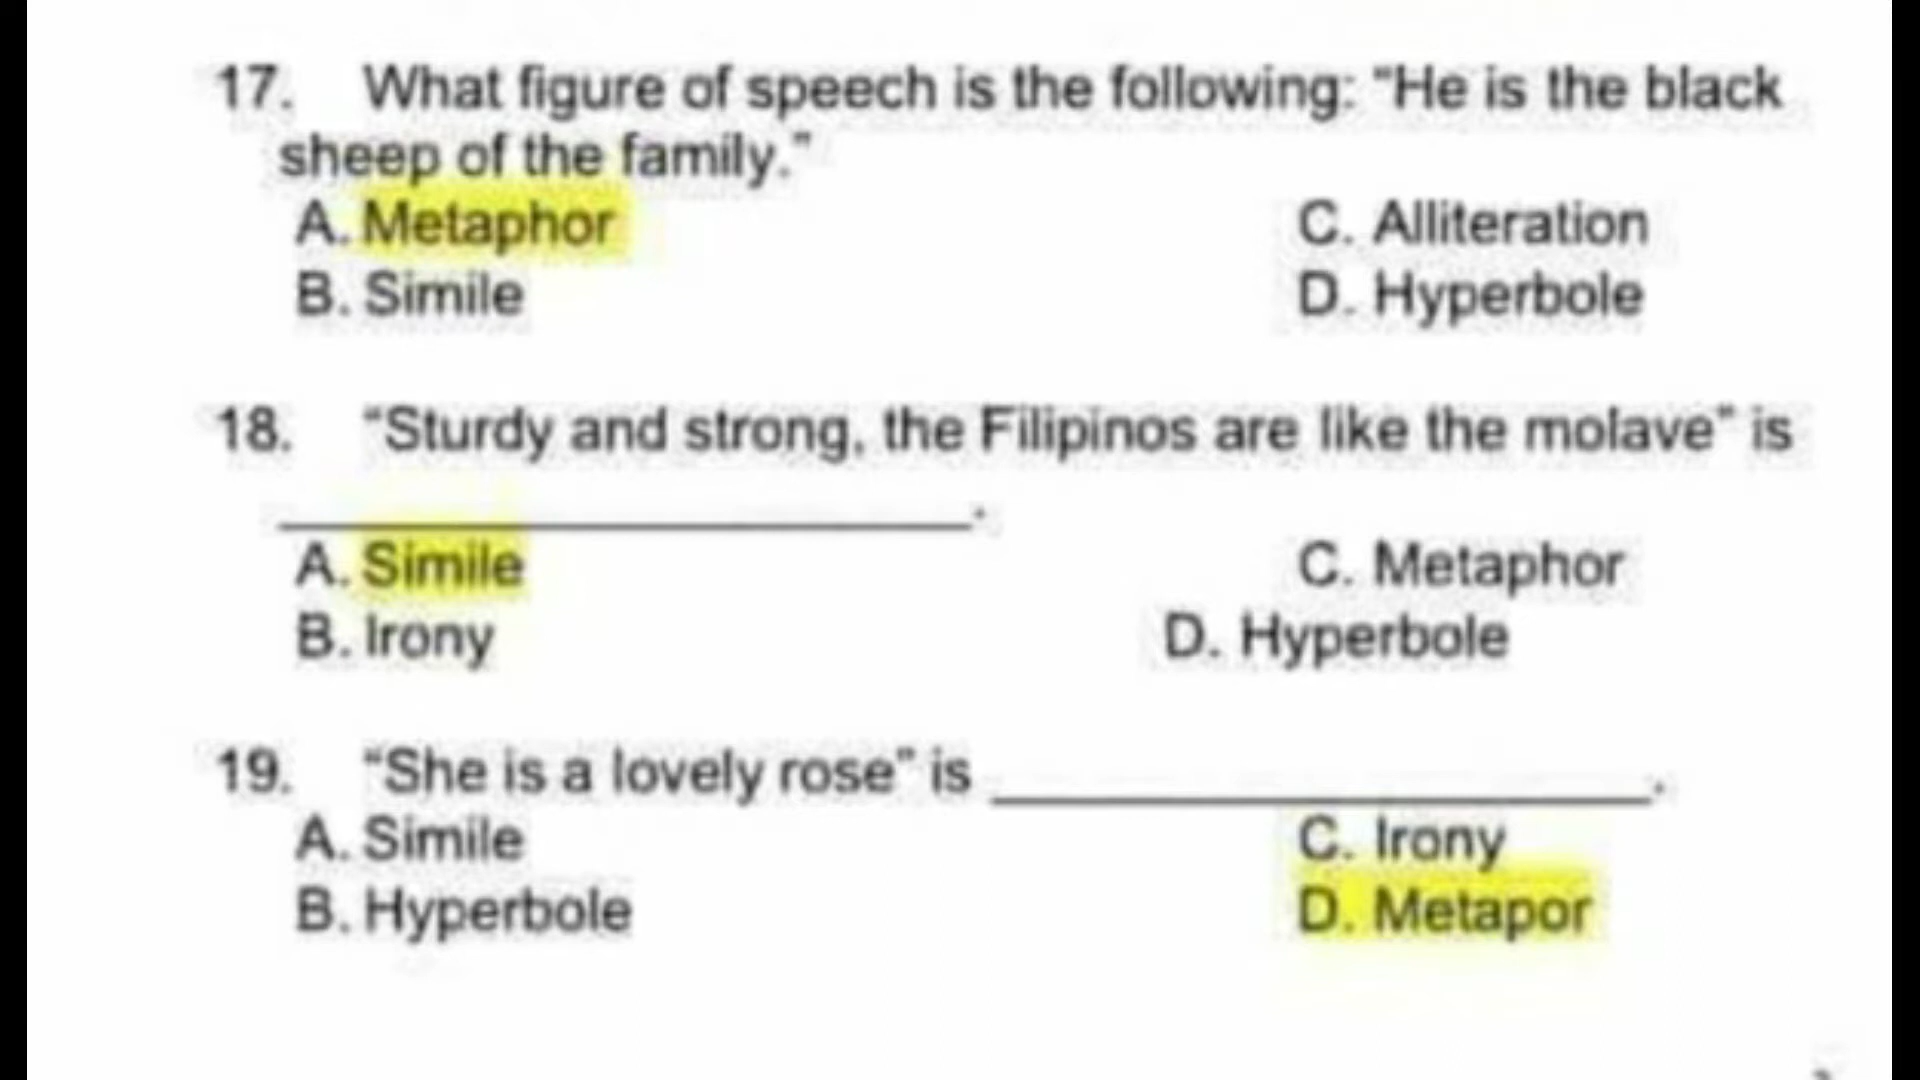 17. What figure of speech is the following: "He is the black
sheep of the family."
A. Metaphor C. Alliteration
B. Simile D. Hyperbole
18. "Sturdy and strong, the Filipinos are like the molave" is
____________________.
A. Simile C. Metaphor
B. Irony D. Hyperbole
19. "She is a lovely rose" is ____________________.
A. Simile C. Irony
B. Hyperbole D. Metapor